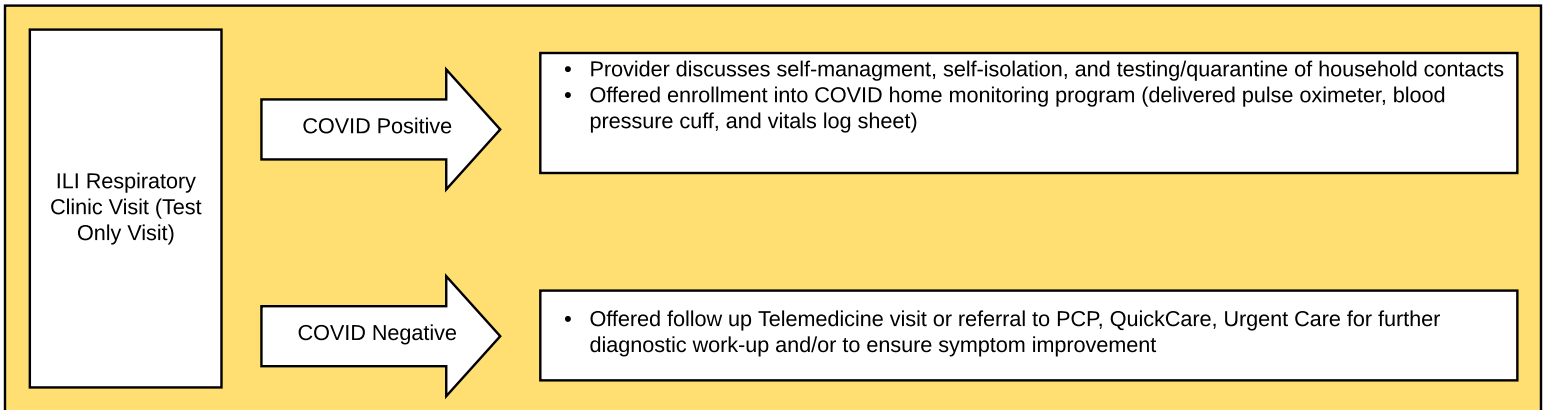 ILI Respiratory
Clinic Visit (Test
Only Visit)
COVID Positive
• Provider discusses self-managment, self-isolation, and testing/quarantine of household contacts
• Offered enrollment into COVID home monitoring program (delivered pulse oximeter, blood
pressure cuff, and vitals log sheet)
COVID Negative
• Offered follow up Telemedicine visit or referral to PCP, QuickCare, Urgent Care for further
diagnostic work-up and/or to ensure symptom improvement